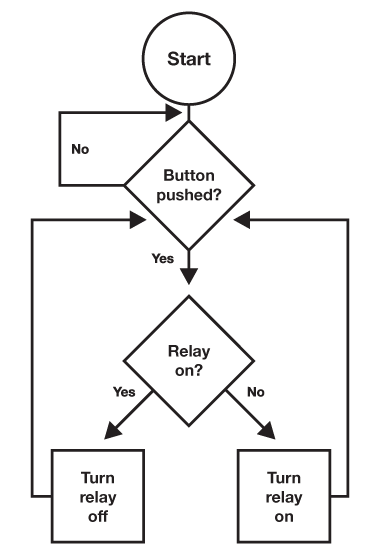 Start
No
Button
pushed?
Yes
Relay
on?
Yes
No
Turn
relay
off
Turn
relay
on